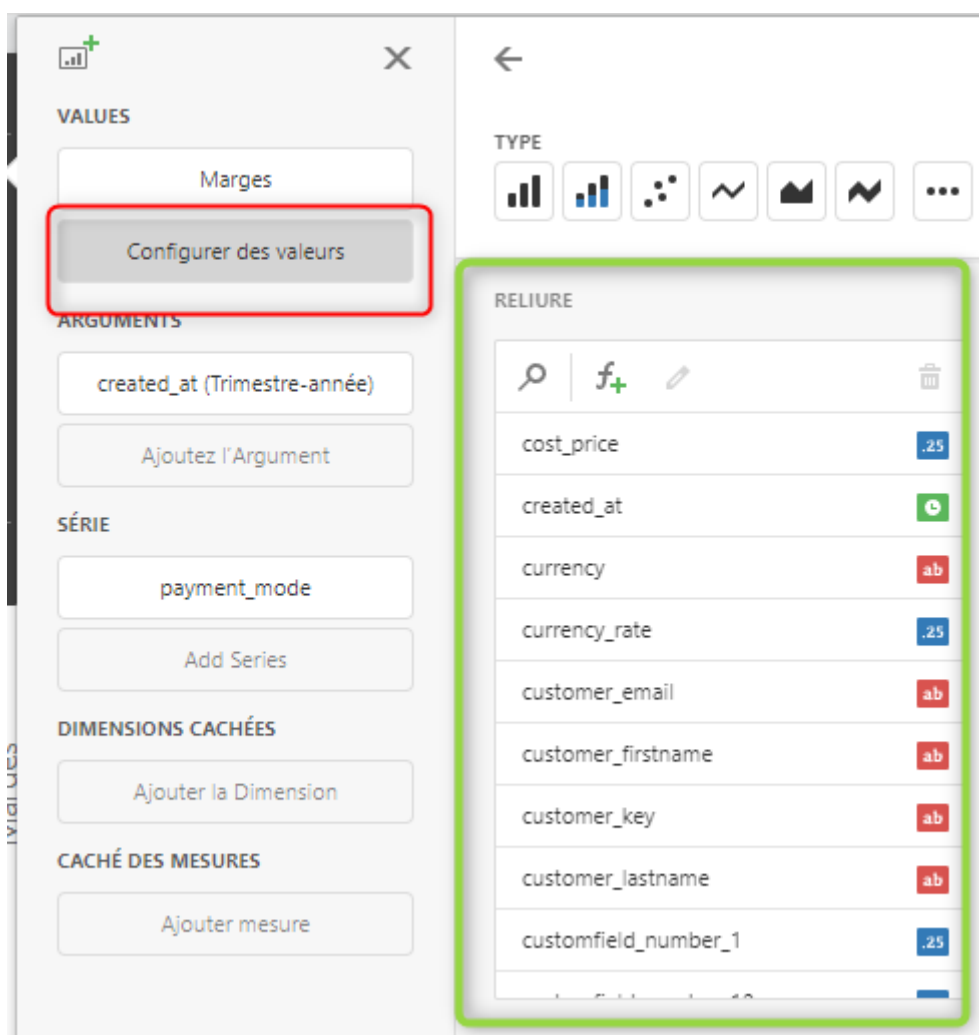 VALUES
Marges
Configurer des valeurs
ARGUMENTS
created_at (Trimestre-année)
Ajoutez l'Argument
SÉRIE
payment_mode
Add Series
DIMENSIONS CACHÉES
Ajouter la Dimension
CACHÉ DES MESURES
Ajouter mesure
TYPE
RELIURE
cost_price
.25
created_at
currency
ab
currency_rate
.25
customer_email
ab
customer_firstname
ab
customer_key
ab
customer_lastname
ab
customfield_number_1
.25